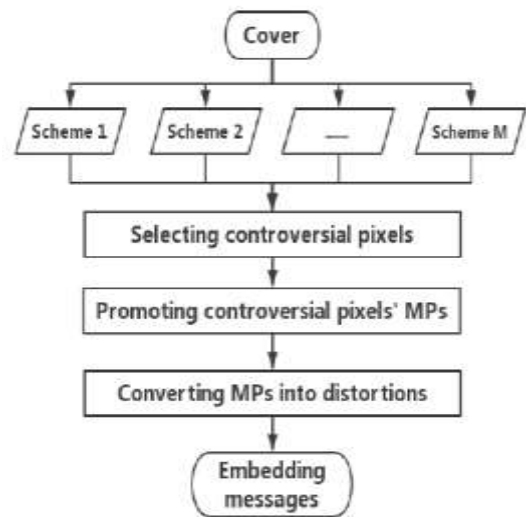 Cover
Scheme 1
Scheme 2
Scheme M
Selecting controversial pixels
Promoting controversial pixels' MPs
Converting MPs into distortions
Embedding
messages